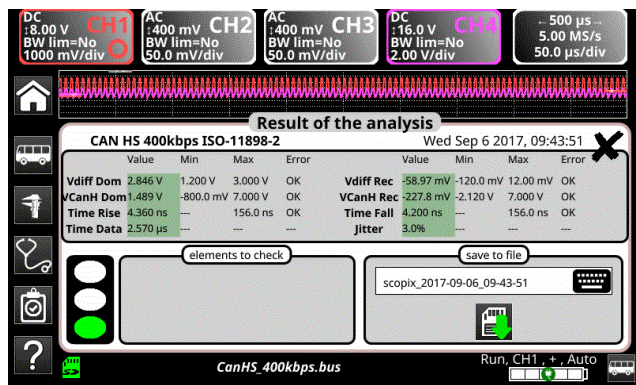 DC
↕8.00 V CH1
BW lim=No
1000 mV/div
AC
↕400 mV CH2
BW lim=No
50.0 mV/div
AC
↕400 mV CH3
BW lim=No
50.0 mV/div
DC
↕16.0 V CH4
BW lim=No
2.00 V/div
←500 µs→
5.00 MS/s
50.0 µs/div
Result of the analysis
CAN HS 400kbps ISO-11898-2 Wed Sep 6 2017, 09:43:51
Value Min Max Error Value Min Max Error
Vdiff Dom 2.846 V 1.200 V 3.000 V OK Vdiff Rec -58.97 mV -120.0 mV 12.00 mV OK
VCanH Dom 1.489 V -800.0 mV 7.000 V OK VCanH Rec -227.8 mV -2.120 V 7.000 V OK
Time Rise 4.360 ns --- 156.0 ns OK Time Fall 4.200 ns --- 156.0 ns OK
Time Data 2.570 µs --- --- --- Jitter 3.0% --- --- ---
elements to check
save to file
scopix_2017-09-06_09-43-51
CanHS_400kbps.bus
Run, CH1 , + , Auto